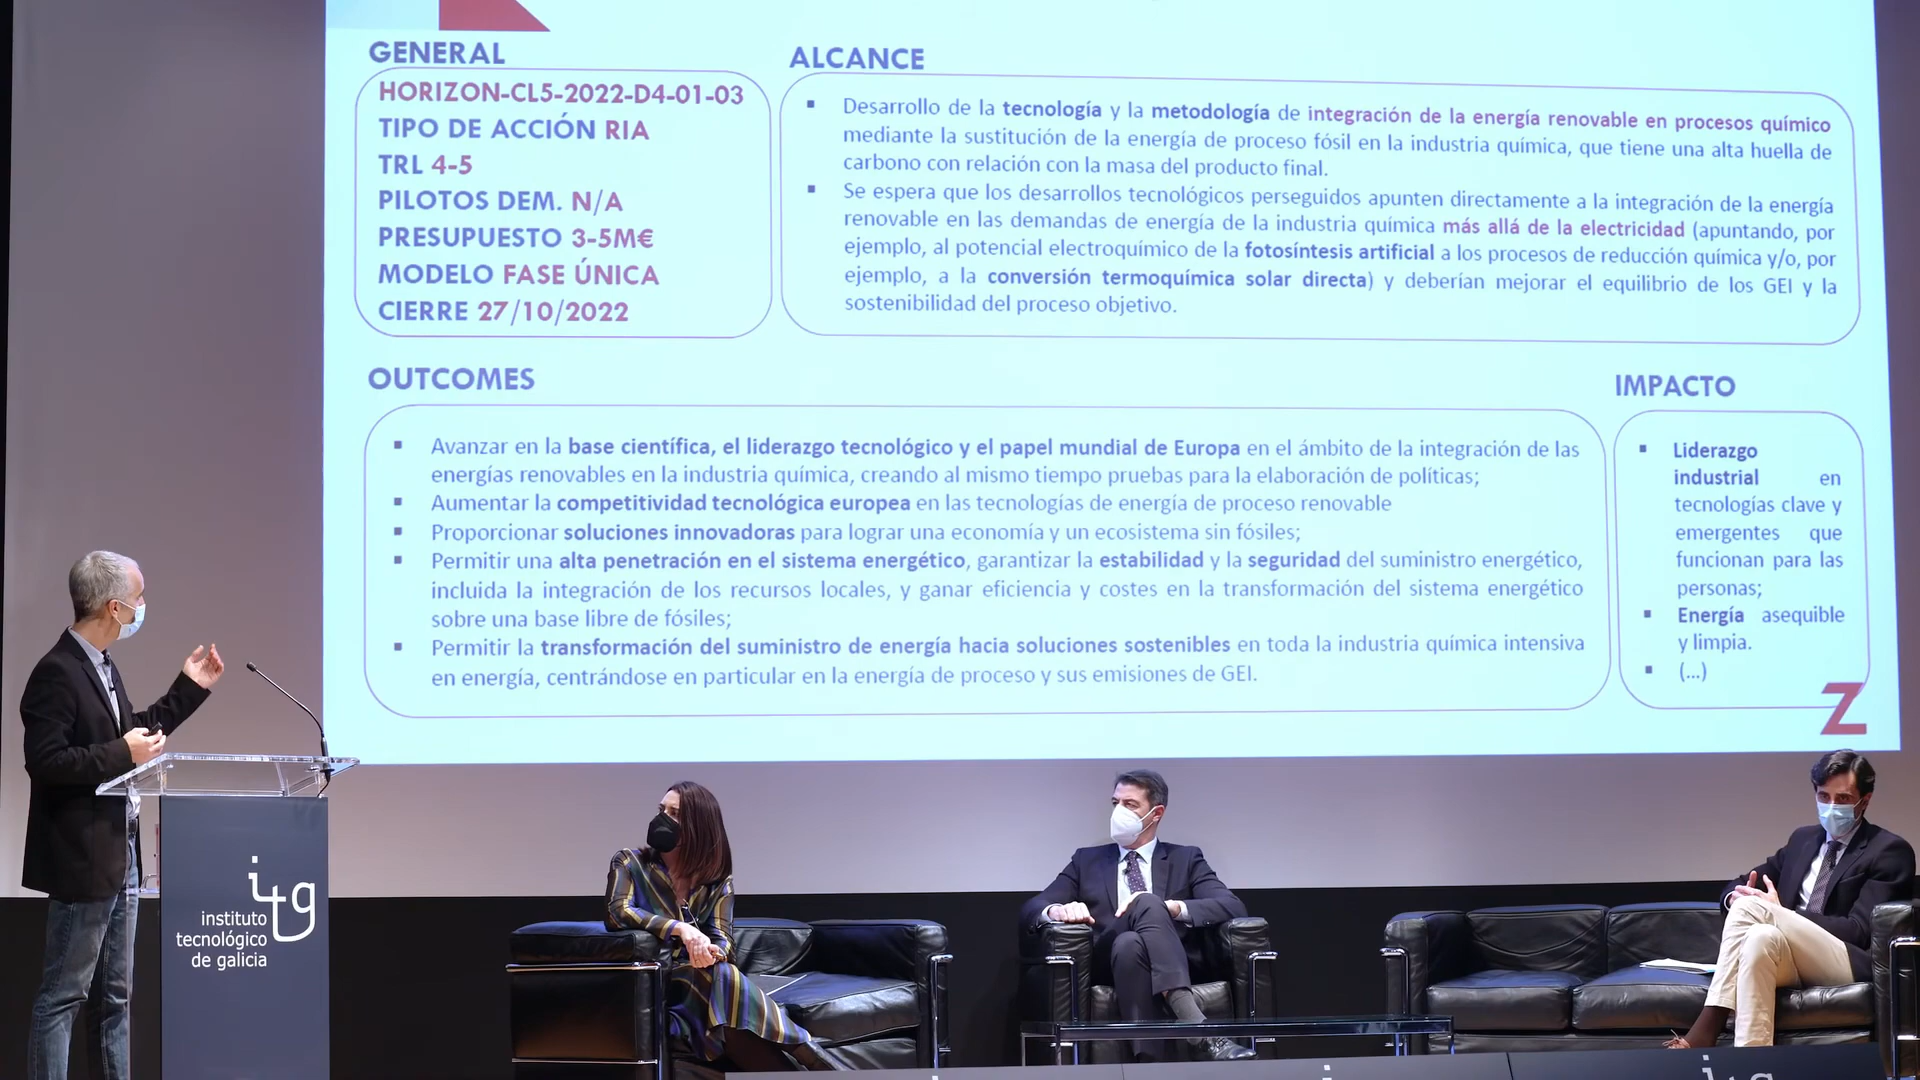 GENERAL
HORIZON-CL5-2022-D4-01-03
TIPO DE ACCIÓN RIA
TRL 4-5
PILOTOS DEM. N/A
PRESUPUESTO 3-5M€
MODELO FASE ÚNICA
CIERRE 27/10/2022
ALCANCE
▪ Desarrollo de la tecnología y la metodología de integración de la energía renovable en procesos químico
mediante la sustitución de la energía de proceso fósil en la industria química, que tiene una alta huella de
carbono con relación con la masa del producto final.
▪ Se espera que los desarrollos tecnológicos perseguidos apunten directamente a la integración de la energía
renovable en las demandas de energía de la industria química más allá de la electricidad (apuntando, por
ejemplo, al potencial electroquímico de la fotosíntesis artificial a los procesos de reducción química y/o, por
ejemplo, a la conversión termoquímica solar directa) y deberían mejorar el equilibrio de los GEI y la
sostenibilidad del proceso objetivo.
OUTCOMES
▪ Avanzar en la base científica, el liderazgo tecnológico y el papel mundial de Europa en el ámbito de la integración de las
energías renovables en la industria química, creando al mismo tiempo pruebas para la elaboración de políticas;
▪ Aumentar la competitividad tecnológica europea en las tecnologías de energía de proceso renovable
▪ Proporcionar soluciones innovadoras para lograr una economía y un ecosistema sin fósiles;
▪ Permitir una alta penetración en el sistema energético, garantizar la estabilidad y la seguridad del suministro energético,
incluida la integración de los recursos locales, y ganar eficiencia y costes en la transformación del sistema energético
sobre una base libre de fósiles;
▪ Permitir la transformación del suministro de energía hacia soluciones sostenibles en toda la industria química intensiva
en energía, centrándose en particular en la energía de proceso y sus emisiones de GEI.
IMPACTO
▪ Liderazgo
industrial en
tecnologías clave y
emergentes que
funcionan para las
personas;
▪ Energía asequible
y limpia.
▪ (...)
Z
itg
instituto
tecnológico
de galicia